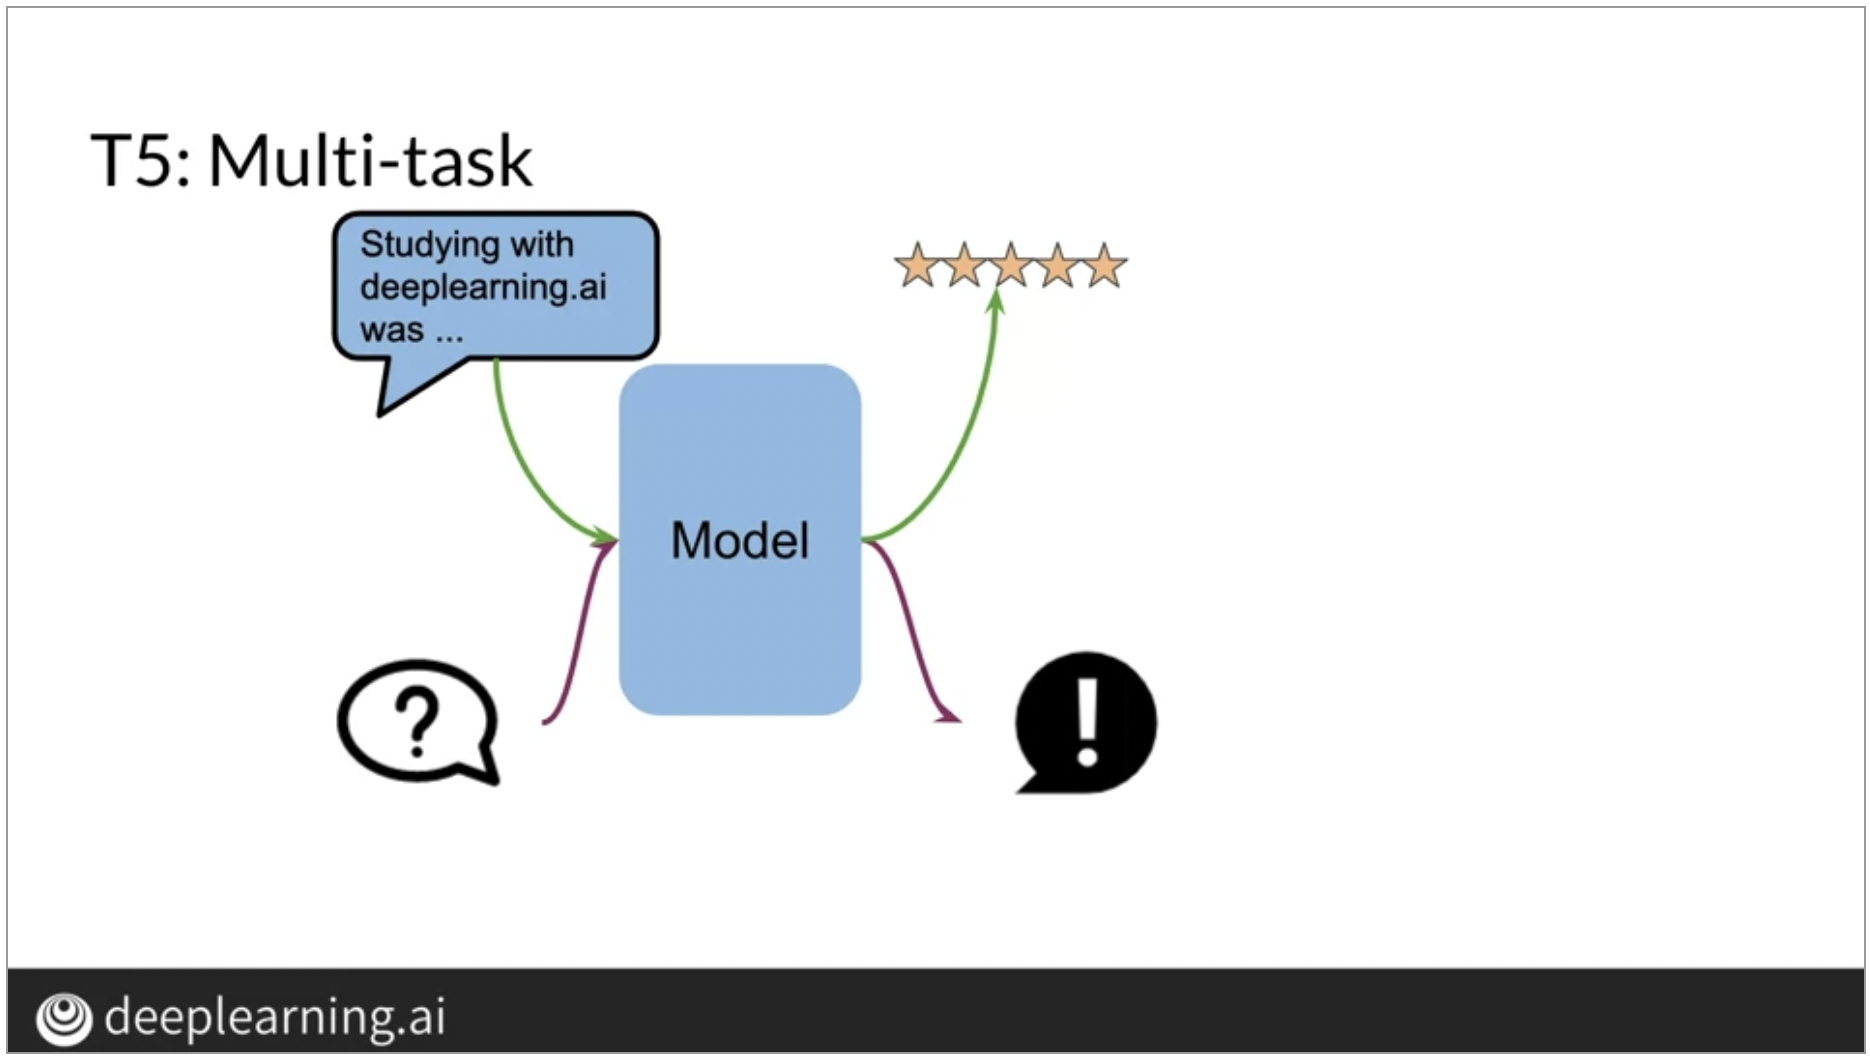 T5: Multi-task
Studying with
deeplearning.ai
was ...
Model
?
!
deeplearning.ai